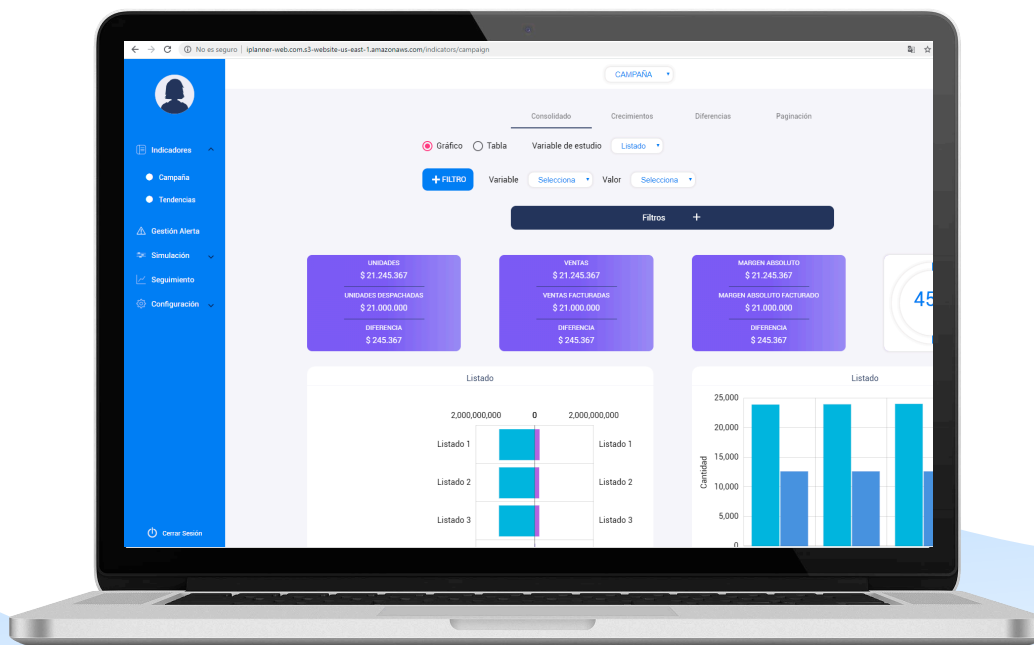 No es seguro | iplanner-web.com.s3-website-us-east-1.amazonaws.com/indicators/campaign
CAMPAÑA
Consolidado Crecimientos Diferencias Paginación
Indicadores
Campaña
Tendencias
Gestión Alerta
Simulación
Seguimiento
Configuración
Cerrar Sesión
Gráfico Tabla Variable de estudio Listado
+ FILTRO Variable Selecciona Valor Selecciona
Filtros +
UNIDADES
$ 21.245.367
UNIDADES DESPACHADAS
$ 21.000.000
DIFERENCIA
$ 245.367
VENTAS
$ 21.245.367
VENTAS FACTURADAS
$ 21.000.000
DIFERENCIA
$ 245.367
MARGEN ABSOLUTO
$ 21.245.367
MARGEN ABSOLUTO FACTURADO
$ 21.000.000
DIFERENCIA
$ 245.367
45
Listado
2,000,000,000 0 2,000,000,000
Listado 1 Listado 1
Listado 2 Listado 2
Listado 3 Listado 3
Listado
Cantidad
25,000
20,000
15,000
10,000
5,000
0